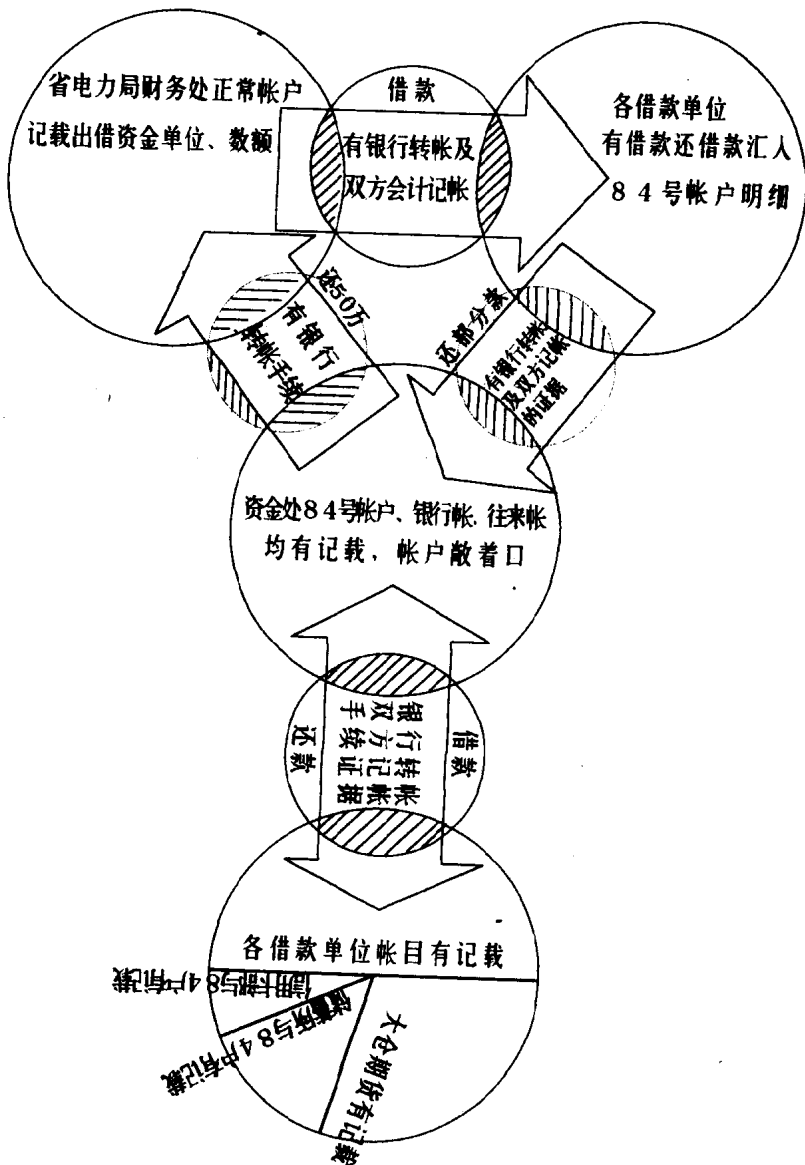 省电力局财务处正常帐户
记载出借资金单位、数额
借款
有银行转帐及
双方会计记帐
各借款单位
有借款还借款汇入
84号帐户明细
还50万
有银行
转帐手续
还部分款
有银行转帐
及双方记帐
的证据
资金处84号帐户、银行帐、往来帐
均有记载，帐户敞着口
还款
银行转帐
双方记帐
手续证据
借款
各借款单位帐目有记载
信用卡部与84户有记载
储蓄所与84户有记载
大仓期货有记载